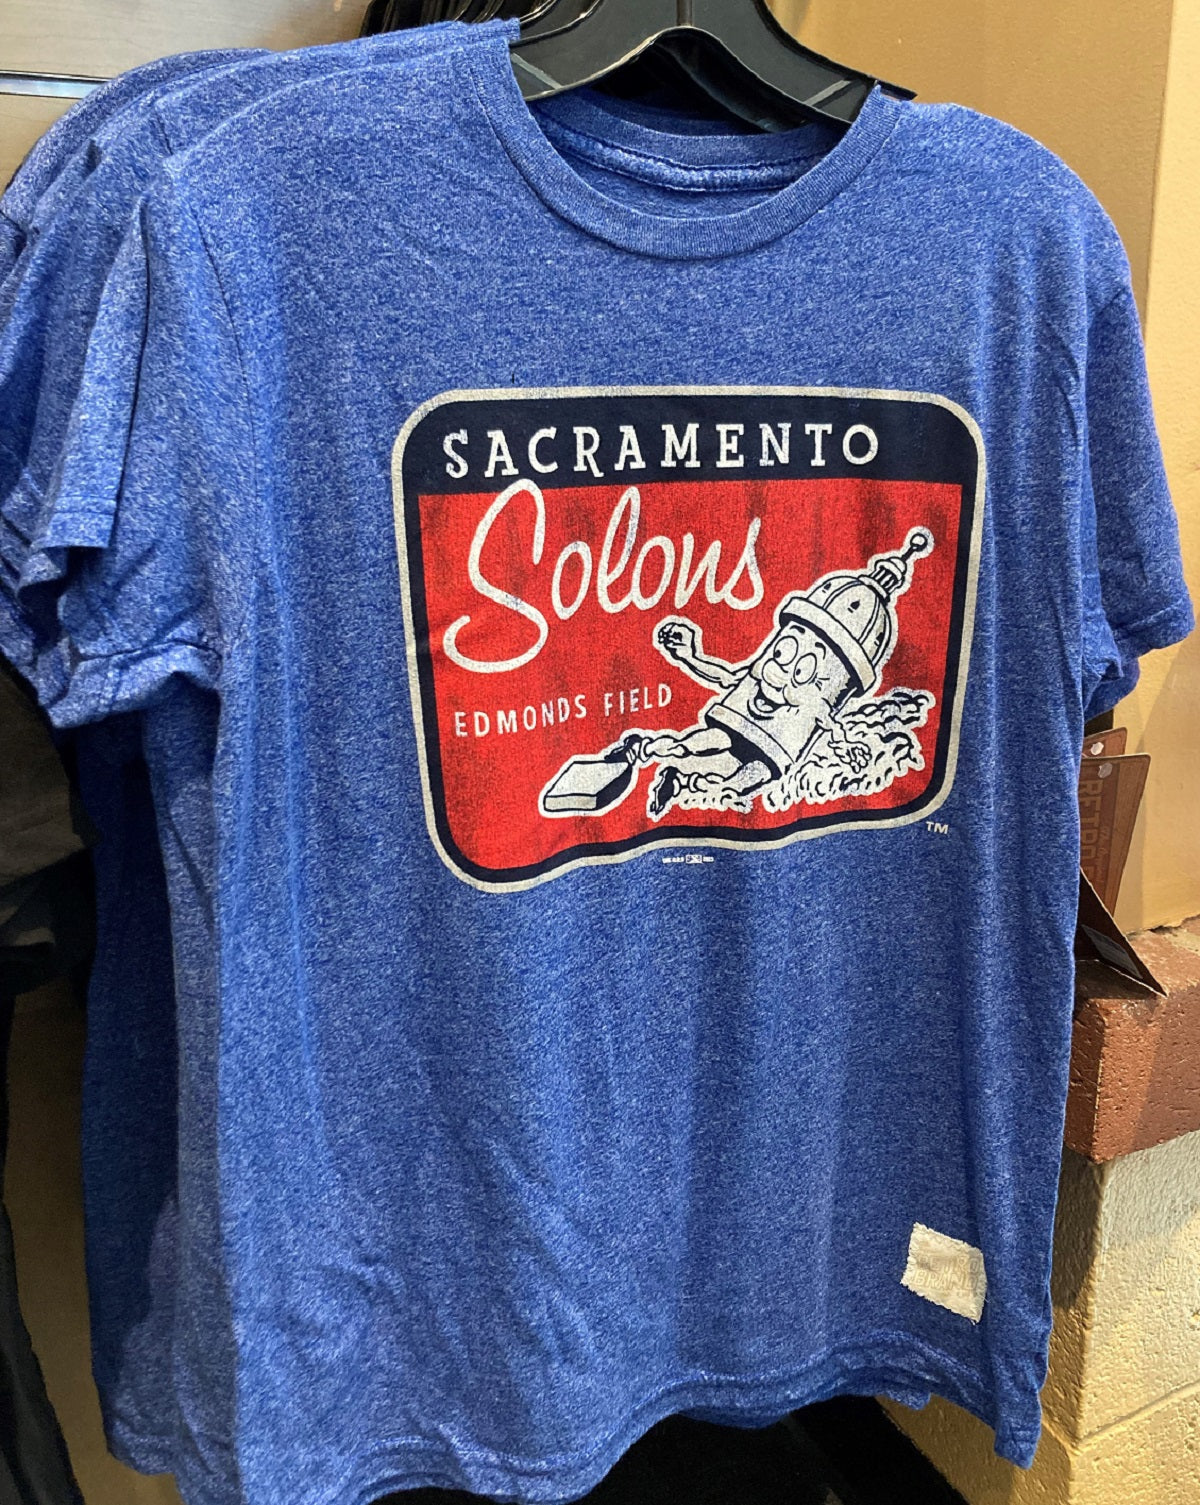 SACRAMENTO
Solons
EDMONDS FIELD
TM